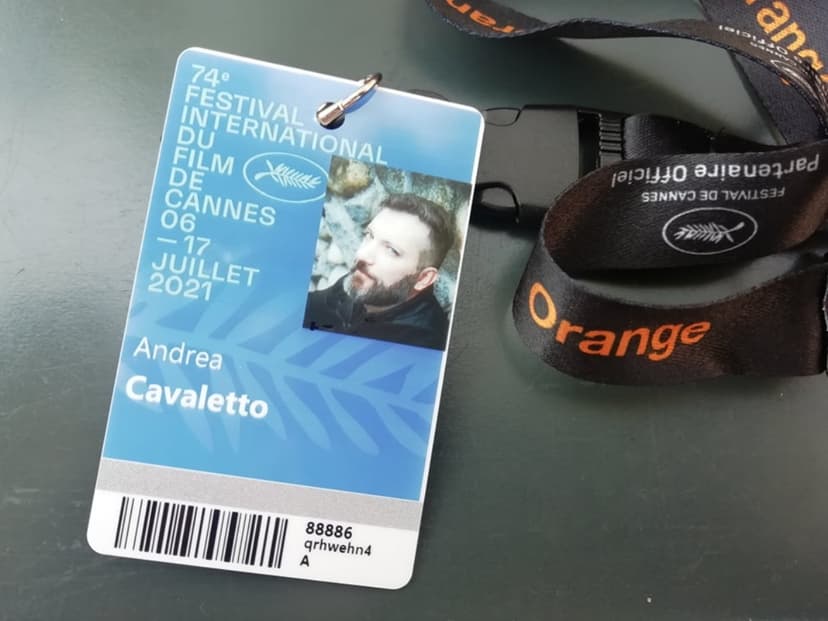 74e
FESTIVAL
INTERNATIONAL
DU
FILM
DE
CANNES
06
— 17
JUILLET
2021
Andrea
Cavaletto
88886
qrhwehn4
A
Orange
FESTIVAL DE CANNES
Partenaire Officiel